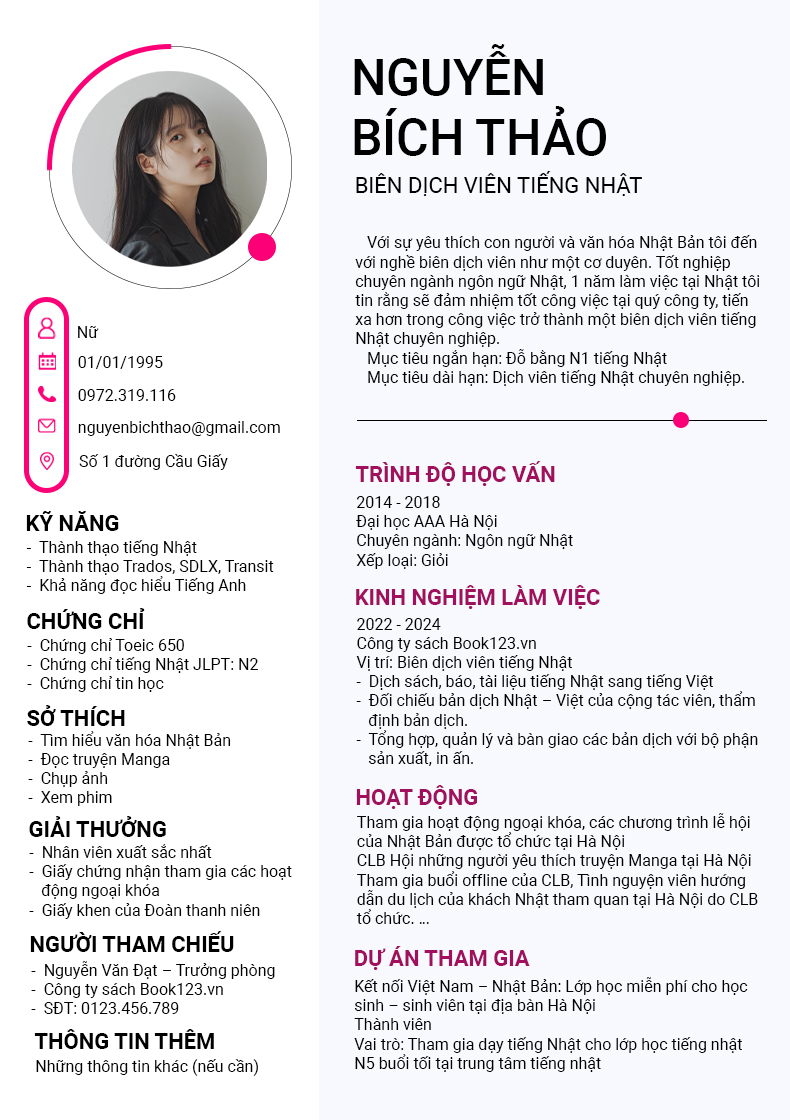 NGUYỄN
BÍCH THẢO
BIÊN DỊCH VIÊN TIẾNG NHẬT
Với sự yêu thích con người và văn hóa Nhật Bản tôi đến
với nghề biên dịch viên như một cơ duyên. Tốt nghiệp
chuyên ngành ngôn ngữ Nhật, 1 năm làm việc tại Nhật tôi
tin rằng sẽ đảm nhiệm tốt công việc tại quý công ty, tiến
xa hơn trong công việc trở thành một biên dịch viên tiếng
Nhật chuyên nghiệp.
Mục tiêu ngắn hạn: Đỗ bằng N1 tiếng Nhật
Mục tiêu dài hạn: Dịch viên tiếng Nhật chuyên nghiệp.
Nữ
01/01/1995
0972.319.116
nguyenbichthao@gmail.com
Số 1 đường Cầu Giấy
KỸ NĂNG
- Thành thạo tiếng Nhật
- Thành thạo Trados, SDLX, Transit
- Khả năng đọc hiểu Tiếng Anh
CHỨNG CHỈ
- Chứng chỉ Toeic 650
- Chứng chỉ tiếng Nhật JLPT: N2
- Chứng chỉ tin học
SỞ THÍCH
- Tìm hiểu văn hóa Nhật Bản
- Đọc truyện Manga
- Chụp ảnh
- Xem phim
GIẢI THƯỞNG
- Nhân viên xuất sắc nhất
- Giấy chứng nhận tham gia các hoạt
động ngoại khóa
- Giấy khen của Đoàn thanh niên
NGƯỜI THAM CHIẾU
- Nguyễn Văn Đạt – Trưởng phòng
- Công ty sách Book123.vn
- SĐT: 0123.456.789
THÔNG TIN THÊM
Những thông tin khác (nếu cần)
TRÌNH ĐỘ HỌC VẤN
2014 - 2018
Đại học AAA Hà Nội
Chuyên ngành: Ngôn ngữ Nhật
Xếp loại: Giỏi
KINH NGHIỆM LÀM VIỆC
2022 - 2024
Công ty sách Book123.vn
Vị trí: Biên dịch viên tiếng Nhật
- Dịch sách, báo, tài liệu tiếng Nhật sang tiếng Việt
- Đối chiếu bản dịch Nhật – Việt của cộng tác viên, thẩm
định bản dịch.
- Tổng hợp, quản lý và bàn giao các bản dịch với bộ phận
sản xuất, in ấn.
HOẠT ĐỘNG
Tham gia hoạt động ngoại khóa, các chương trình lễ hội
của Nhật Bản được tổ chức tại Hà Nội
CLB Hội những người yêu thích truyện Manga tại Hà Nội
Tham gia buổi offline của CLB, Tình nguyện viên hướng
dẫn du lịch của khách Nhật tham quan tại Hà Nội do CLB
tổ chức. ...
DỰ ÁN THAM GIA
Kết nối Việt Nam – Nhật Bản: Lớp học miễn phí cho học
sinh – sinh viên tại địa bàn Hà Nội
Thành viên
Vai trò: Tham gia dạy tiếng Nhật cho lớp học tiếng nhật
N5 buổi tối tại trung tâm tiếng nhật